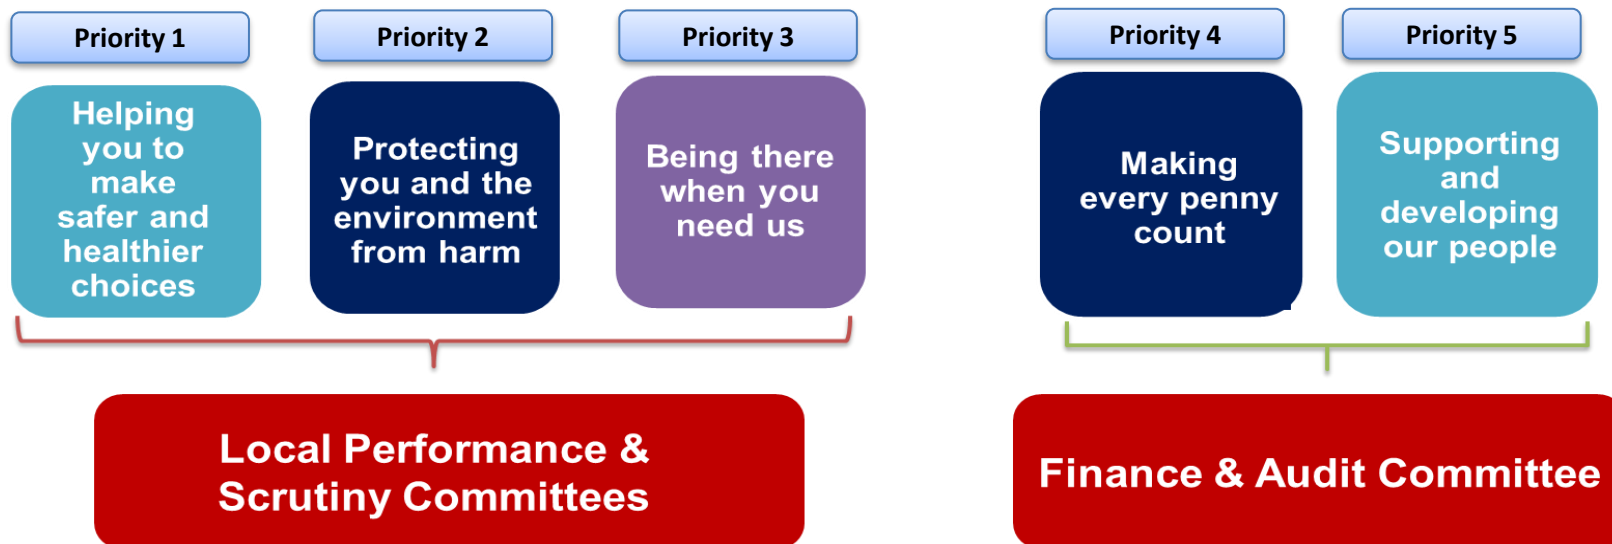 Priority 1
Priority 2
Priority 3
Priority 4
Priority 5
Helping
you to
make
safer and
healthier
choices
Protecting
you and the
environment
from harm
Being there
when you
need us
Making
every penny
count
Supporting
and
developing
our people
Local Performance &
Scrutiny Committees
Finance & Audit Committee